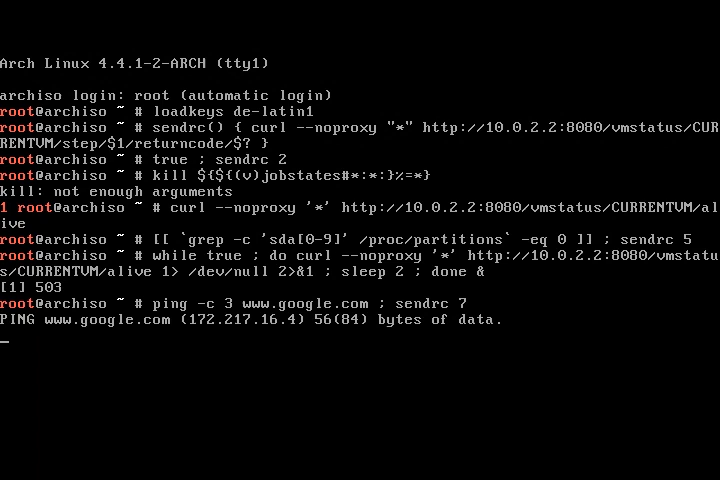 Arch Linux 4.4.1-2-ARCH (tty1)
archiso login: root (automatic login)
root@archiso ~ # loadkeys de-latin1
root@archiso ~ # sendrc() { curl --noproxy "*" http://10.0.2.2:8080/vmstatus/CUR
RENTVM/step/$1/returncode/$? }
root@archiso ~ # true ; sendrc 2
root@archiso ~ # kill ${${(v)jobstates#*:*:}%=*}
kill: not enough arguments
1 root@archiso ~ # curl --noproxy '*' http://10.0.2.2:8080/vmstatus/CURRENTVM/al
ive
root@archiso ~ # [[ `grep -c 'sda[0-9]' /proc/partitions` -eq 0 ]] ; sendrc 5
root@archiso ~ # while true ; do curl --noproxy '*' http://10.0.2.2:8080/vmstatu
s/CURRENTVM/alive 1> /dev/null 2>&1 ; sleep 2 ; done &
[1] 503
root@archiso ~ # ping -c 3 www.google.com ; sendrc 7
PING www.google.com (172.217.16.4) 56(84) bytes of data.